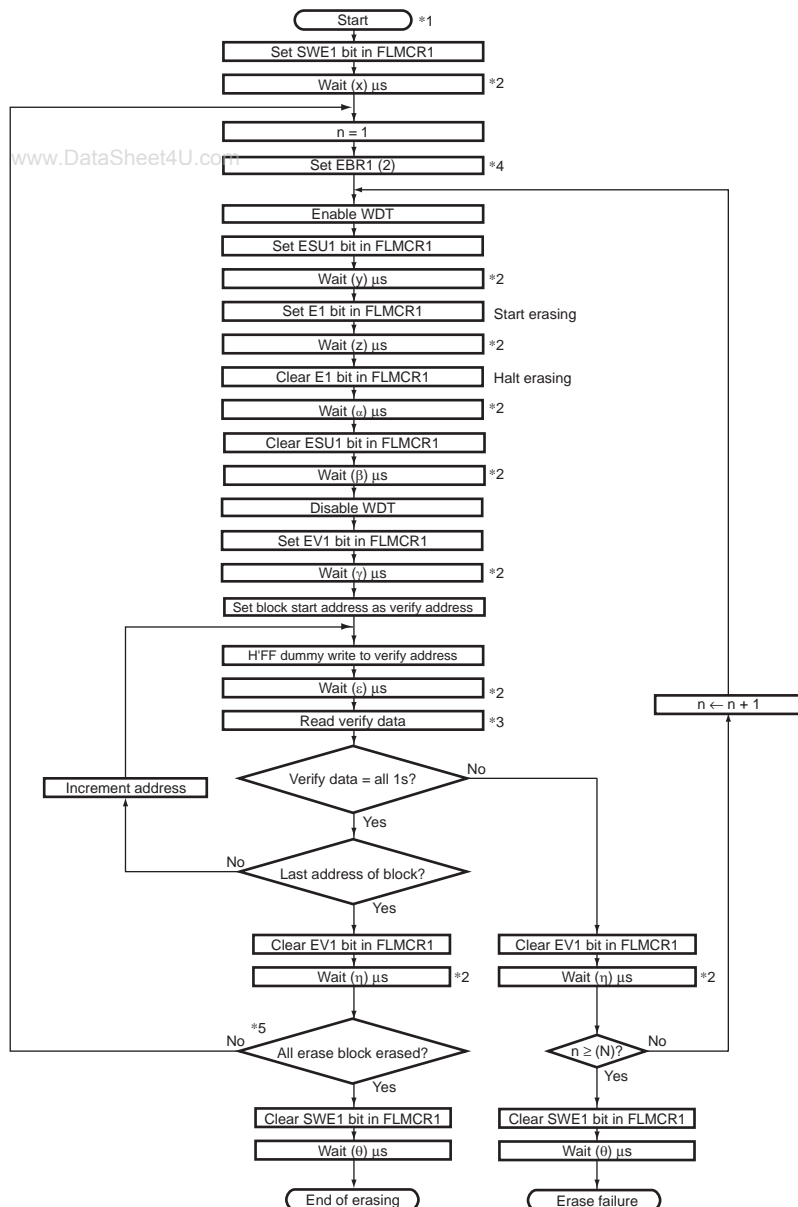 Start *1
Set SWE1 bit in FLMCR1
Wait (x) μs *2
n = 1
www.DataSheet4U.com
Set EBR1 (2) *4
Enable WDT
Set ESU1 bit in FLMCR1
Wait (y) μs *2
Set E1 bit in FLMCR1 Start erasing
Wait (z) μs *2
Clear E1 bit in FLMCR1 Halt erasing
Wait (α) μs *2
Clear ESU1 bit in FLMCR1
Wait (β) μs *2
Disable WDT
Set EV1 bit in FLMCR1
Wait (γ) μs *2
Set block start address as verify address
H'FF dummy write to verify address
Wait (ε) μs *2
n ← n + 1
Read verify data *3
Verify data = all 1s? No
Increment address
Yes
No
Last address of block?
Yes
Clear EV1 bit in FLMCR1 Clear EV1 bit in FLMCR1
Wait (η) μs *2 Wait (η) μs *2
*5
No All erase block erased? n ≥ (N)? No
Yes Yes
Clear SWE1 bit in FLMCR1 Clear SWE1 bit in FLMCR1
Wait (θ) μs Wait (θ) μs
End of erasing Erase failure